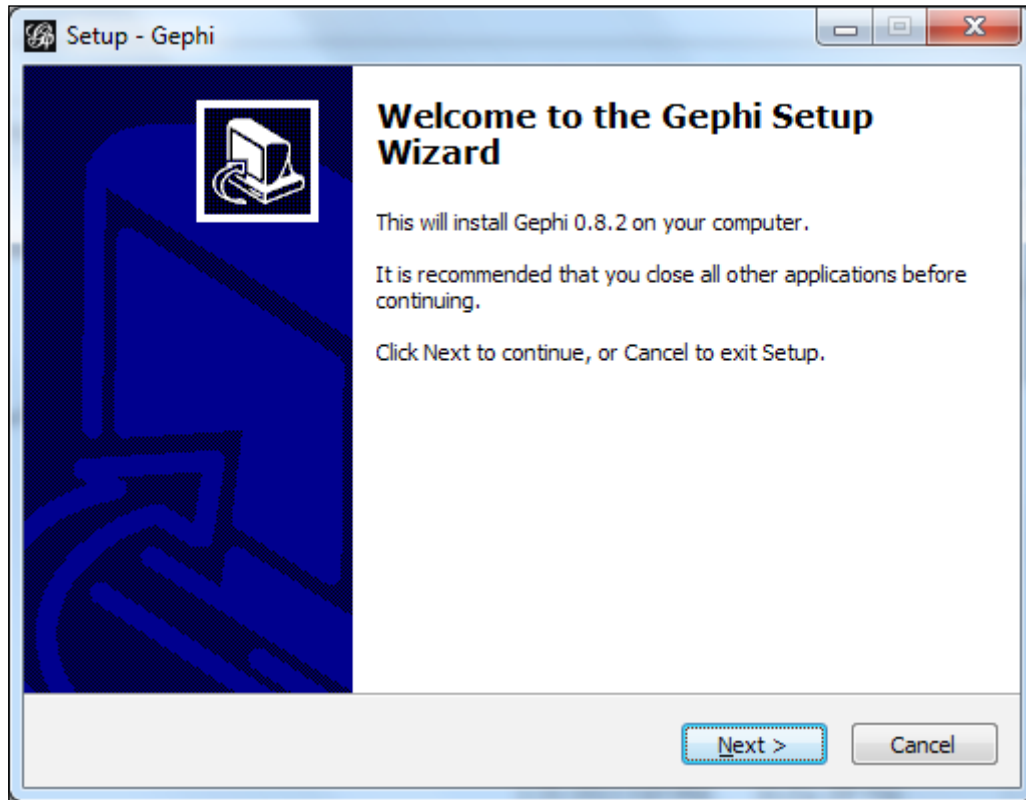 Setup - Gephi
Welcome to the Gephi Setup
Wizard
This will install Gephi 0.8.2 on your computer.
It is recommended that you close all other applications before
continuing.
Click Next to continue, or Cancel to exit Setup.
Next >
Cancel